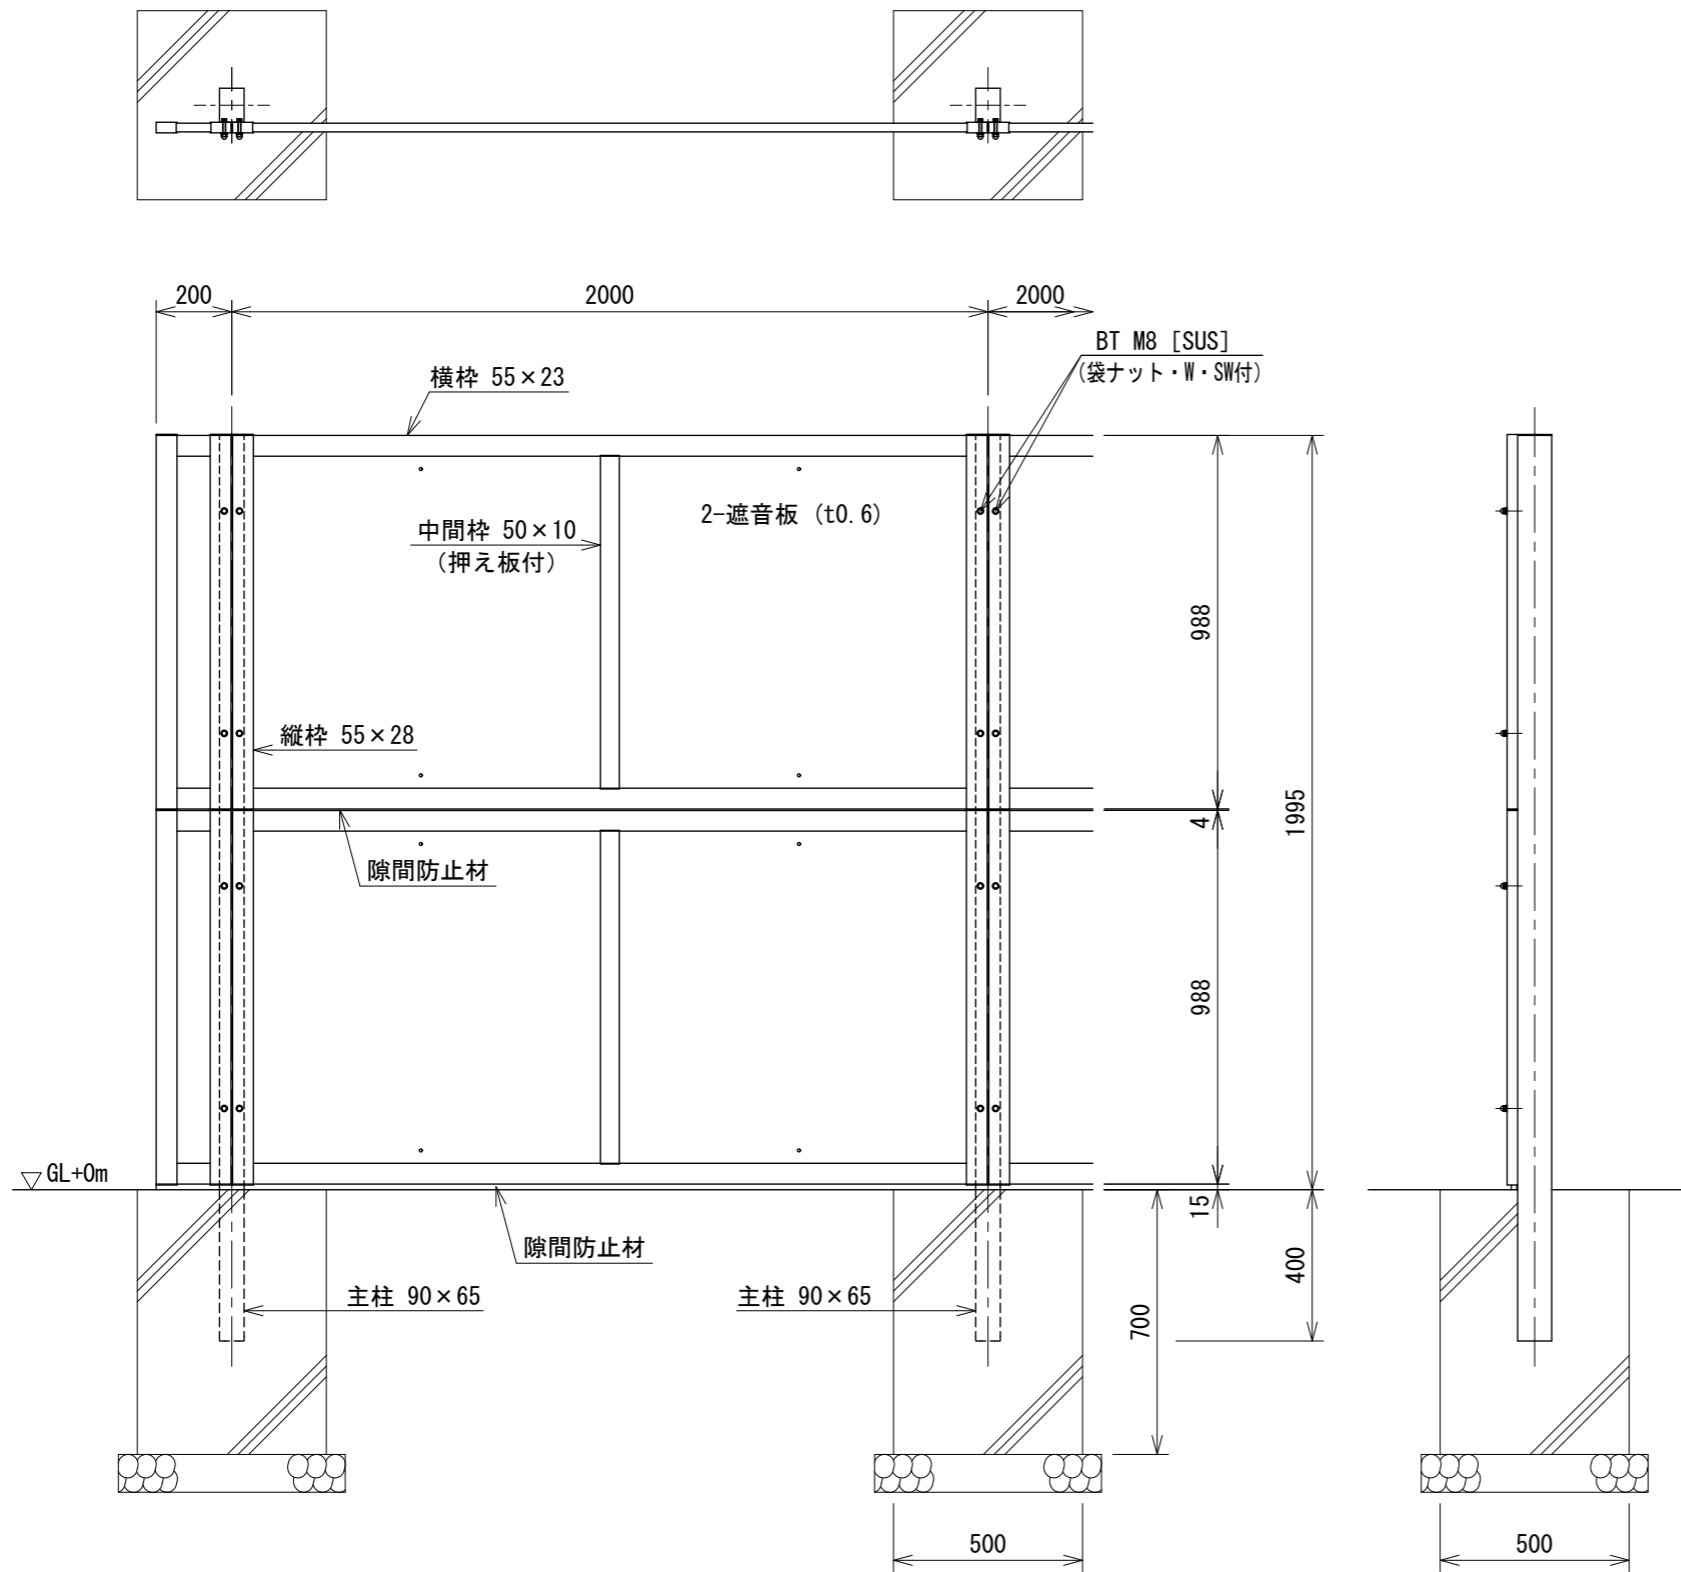 200
2000
2000
BT M8 [SUS]
(袋ナット・W・SW付)
横枠 55×23
2-遮音板 (t0.6)
中間枠 50×10
(押え板付)
988
縦枠 55×28
4
1995
隙間防止材
988
GL+0m
15
隙間防止材
400
主柱 90×65
主柱 90×65
700
500
500